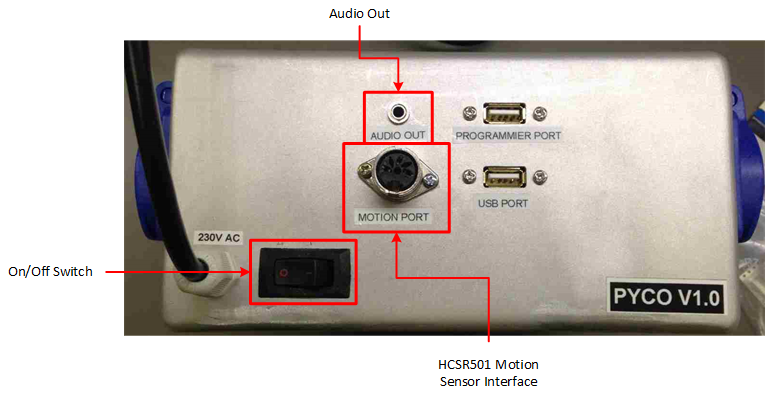 Audio Out
AUDIO OUT
PROGRAMMIER PORT
MOTION PORT
USB PORT
230V AC
On/Off Switch
PYCO V1.0
HCSR501 Motion
Sensor Interface